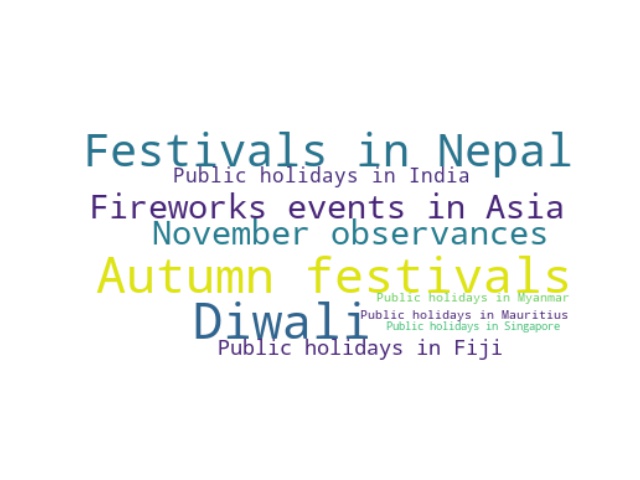 Festivals in Nepal
Public holidays in India
Fireworks events in Asia
November observances
Autumn festivals
Public holidays in Myanmar
Diwali
Public holidays in Mauritius
Public holidays in Singapore
Public holidays in Fiji